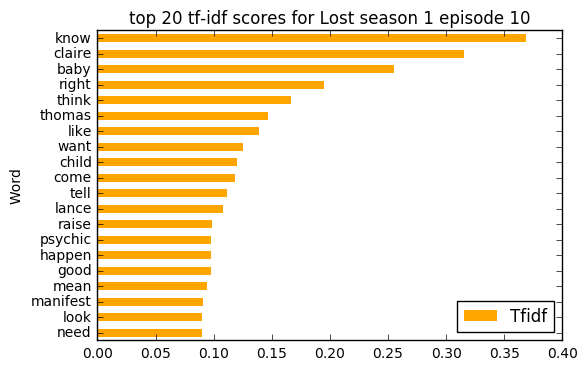 top 20 tf-idf scores for Lost season 1 episode 10
know
claire
baby
right
think
thomas
like
want
child
come
tell
lance
raise
psychic
happen
good
mean
manifest
look
need
Word
Tfidf
0.00 0.05 0.10 0.15 0.20 0.25 0.30 0.35 0.40